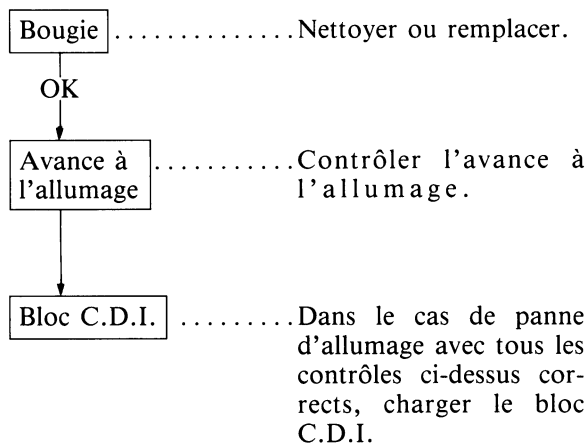 Bougie ..............Nettoyer ou remplacer.
OK
Avance à ...........Contrôler l'avance à
l'allumage l'allumage.
Bloc C.D.I. .........Dans le cas de panne
d'allumage avec tous les
contrôles ci-dessus cor-
rects, charger le bloc
C.D.I.